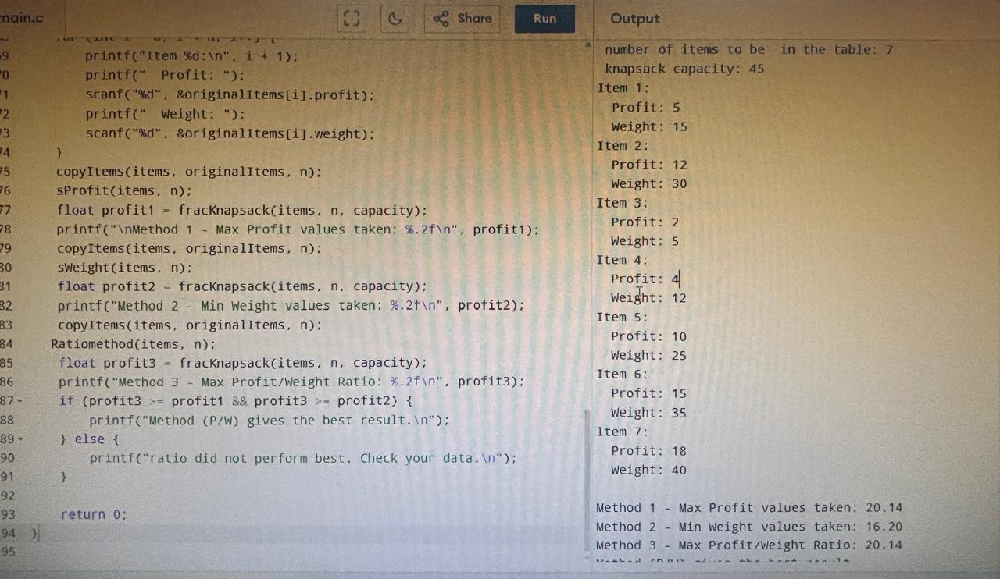 main.c
Share
Run
Output
69 printf("Item %d:\n", i + 1);
70 printf("  Profit: ");
71 scanf("%d", &originalItems[i].profit);
72 printf("  Weight: ");
73 scanf("%d", &originalItems[i].weight);
74 }
75 copyItems(items, originalItems, n);
76 sProfit(items, n);
77 float profit1 = fracKnapsack(items, n, capacity);
78 printf("\nMethod 1 - Max Profit values taken: %.2f\n", profit1);
79 copyItems(items, originalItems, n);
80 sWeight(items, n);
81 float profit2 = fracKnapsack(items, n, capacity);
82 printf("Method 2 - Min Weight values taken: %.2f\n", profit2);
83 copyItems(items, originalItems, n);
84 Ratiomethod(items, n);
85 float profit3 = fracKnapsack(items, n, capacity);
86 printf("Method 3 - Max Profit/Weight Ratio: %.2f\n", profit3);
87 if (profit3 >= profit1 && profit3 >= profit2) {
88 printf("Method (P/W) gives the best result.\n");
89 } else {
90 printf("ratio did not perform best. Check your data.\n");
91 }
92
93 return 0;
94 }
95
number of items to be  in the table: 7
knapsack capacity: 45
Item 1:
Profit: 5
Weight: 15
Item 2:
Profit: 12
Weight: 30
Item 3:
Profit: 2
Weight: 5
Item 4:
Profit: 4
Weight: 12
Item 5:
Profit: 10
Weight: 25
Item 6:
Profit: 15
Weight: 35
Item 7:
Profit: 18
Weight: 40
Method 1 - Max Profit values taken: 20.14
Method 2 - Min Weight values taken: 16.20
Method 3 - Max Profit/Weight Ratio: 20.14